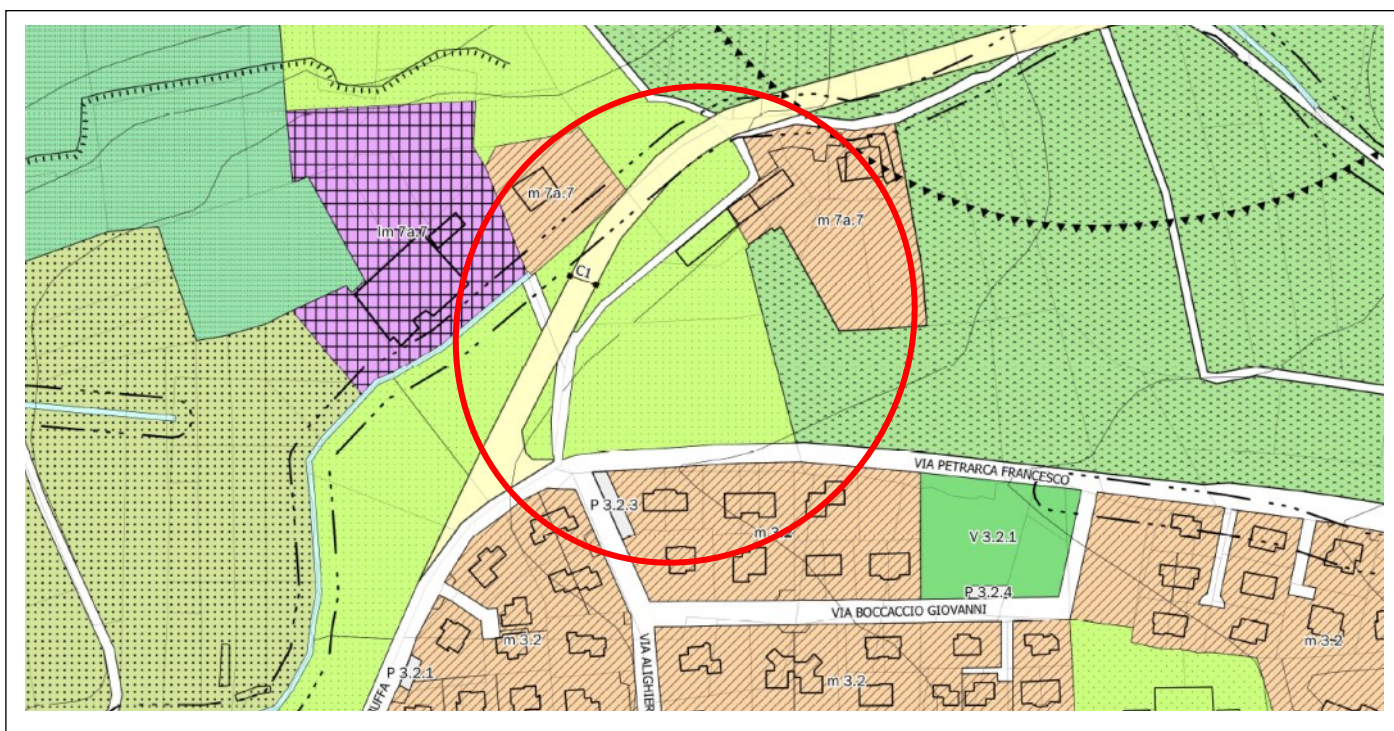 m 7a.7
m 7a.7
Im 7a.7
C1
VIA PETRARCA FRANCESCO
P 3.2.3
m 3.2
V 3.2.1
P 3.2.4
VIA BOCCACCIO GIOVANNI
m 3.2
m 3.2
P 3.2.1
m 3.2
VIA ALIGHIER
RUFFA